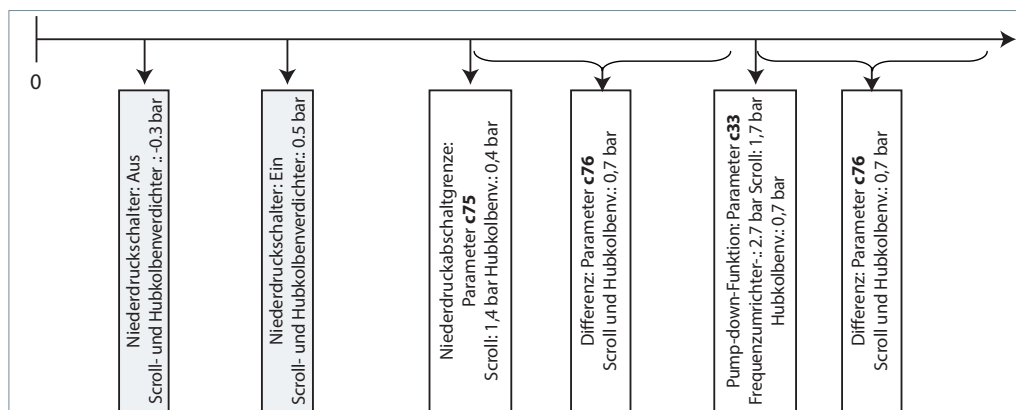 0
Niederdruckschalter: Aus
Scroll- und Hubkolbenverdichter .: -0.3 bar
Niederdruckschalter: Ein
Scroll- und Hubkolbenverdichter.: 0.5 bar
Niederdruckabschaltgrenze:
Parameter c75
Scroll: 1,4 bar Hubkolbenv.: 0,4 bar
Differenz: Parameter c76
Scroll und Hubkolbenv.: 0,7 bar
Pump-down-Funktion: Parameter c33
Frequenzumrichter-.: 2.7 bar Scroll: 1,7 bar
Hubkolbenv.: 0,7 bar
Differenz: Parameter c76
Scroll und Hubkolbenv.: 0,7 bar